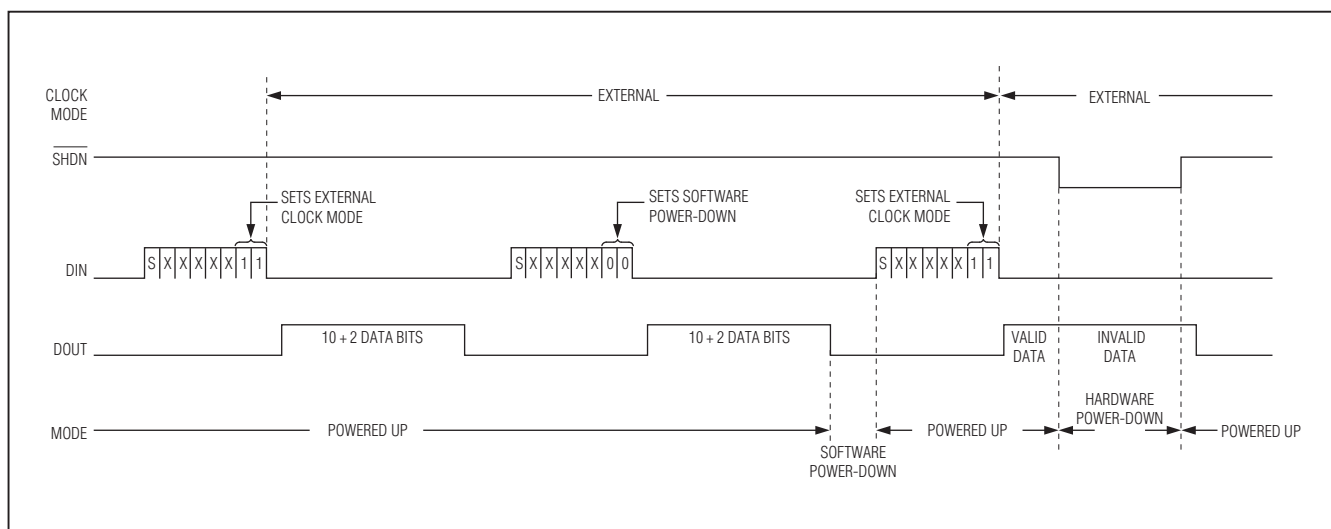 CLOCK
MODE
EXTERNAL
EXTERNAL
SHDN
SETS EXTERNAL
CLOCK MODE
SETS SOFTWARE
POWER-DOWN
SETS EXTERNAL
CLOCK MODE
DIN
S X X X X X 1 1
S X X X X X 0 0
S X X X X X 1 1
DOUT
10 + 2 DATA BITS
10 + 2 DATA BITS
VALID
DATA
INVALID
DATA
MODE
POWERED UP
SOFTWARE
POWER-DOWN
POWERED UP
HARDWARE
POWER-DOWN
POWERED UP